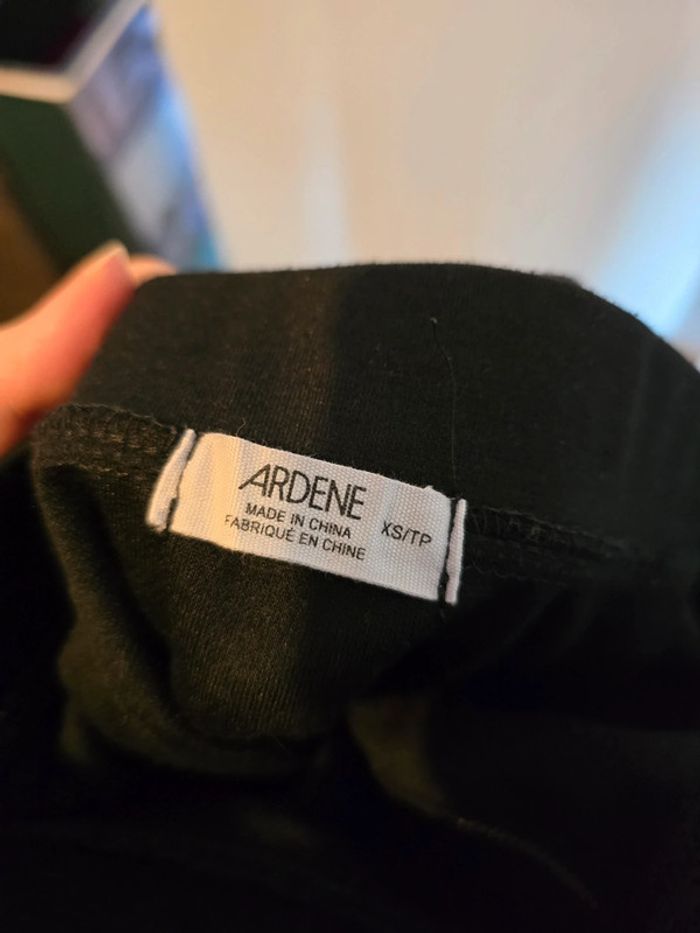 ARDENE
MADE IN CHINA
FABRIQUÉ EN CHINE
XS/TP